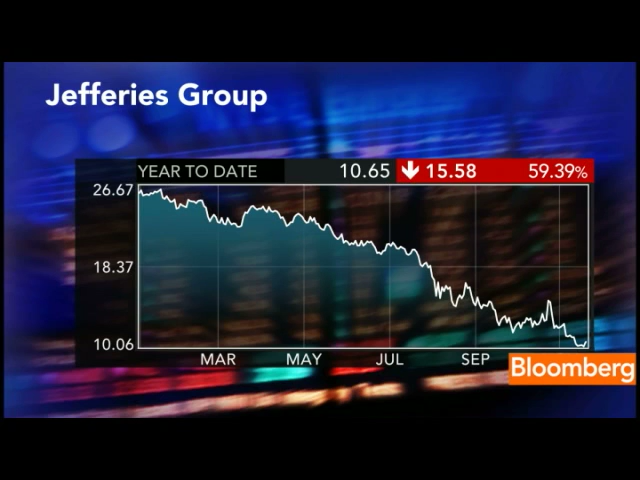 Jefferies Group
YEAR TO DATE 10.65 15.58 59.39%
26.67
18.37
10.06
MAR MAY JUL SEP
Bloomberg